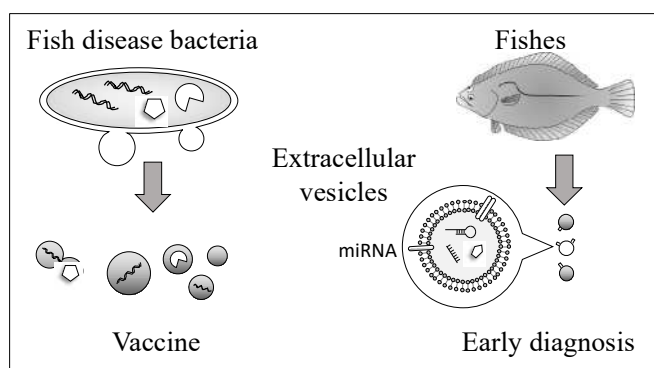 Fish disease bacteria
Fishes
Extracellular
vesicles
miRNA
Vaccine
Early diagnosis